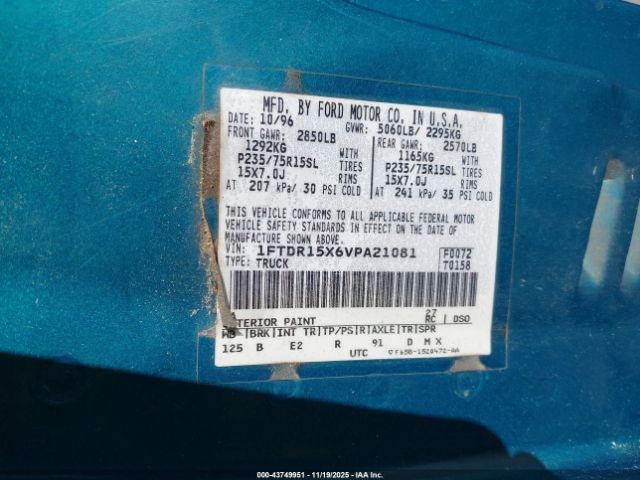 MFD. BY FORD MOTOR CO. IN U.S.A.
DATE: 10/96 GVWR: 5060LB/ 2295KG
FRONT GAWR: 2850LB REAR GAWR: 2570LB
1292KG WITH 1165KG WITH
P235/75R15SL TIRES P235/75R15SL TIRES
15X7.0J RIMS 15X7.0J RIMS
AT 207 kPa/ 30 PSI COLD AT 241 kPa/ 35 PSI COLD
THIS VEHICLE CONFORMS TO ALL APPLICABLE FEDERAL MOTOR
VEHICLE SAFETY STANDARDS IN EFFECT ON THE DATE OF
MANUFACTURE SHOWN ABOVE.
VIN: 1FTDR15X6VPA21081 F0072
TYPE: TRUCK T0158
EXTERIOR PAINT 27 RC DSO
WB |BRK|INT TR|TP/PS|R|AXLE|TR|SPR
125 B E2 R 91 D M X
UTC F65B-1520472-AA
000-43749951 - 11/19/2025 - IAA Inc.